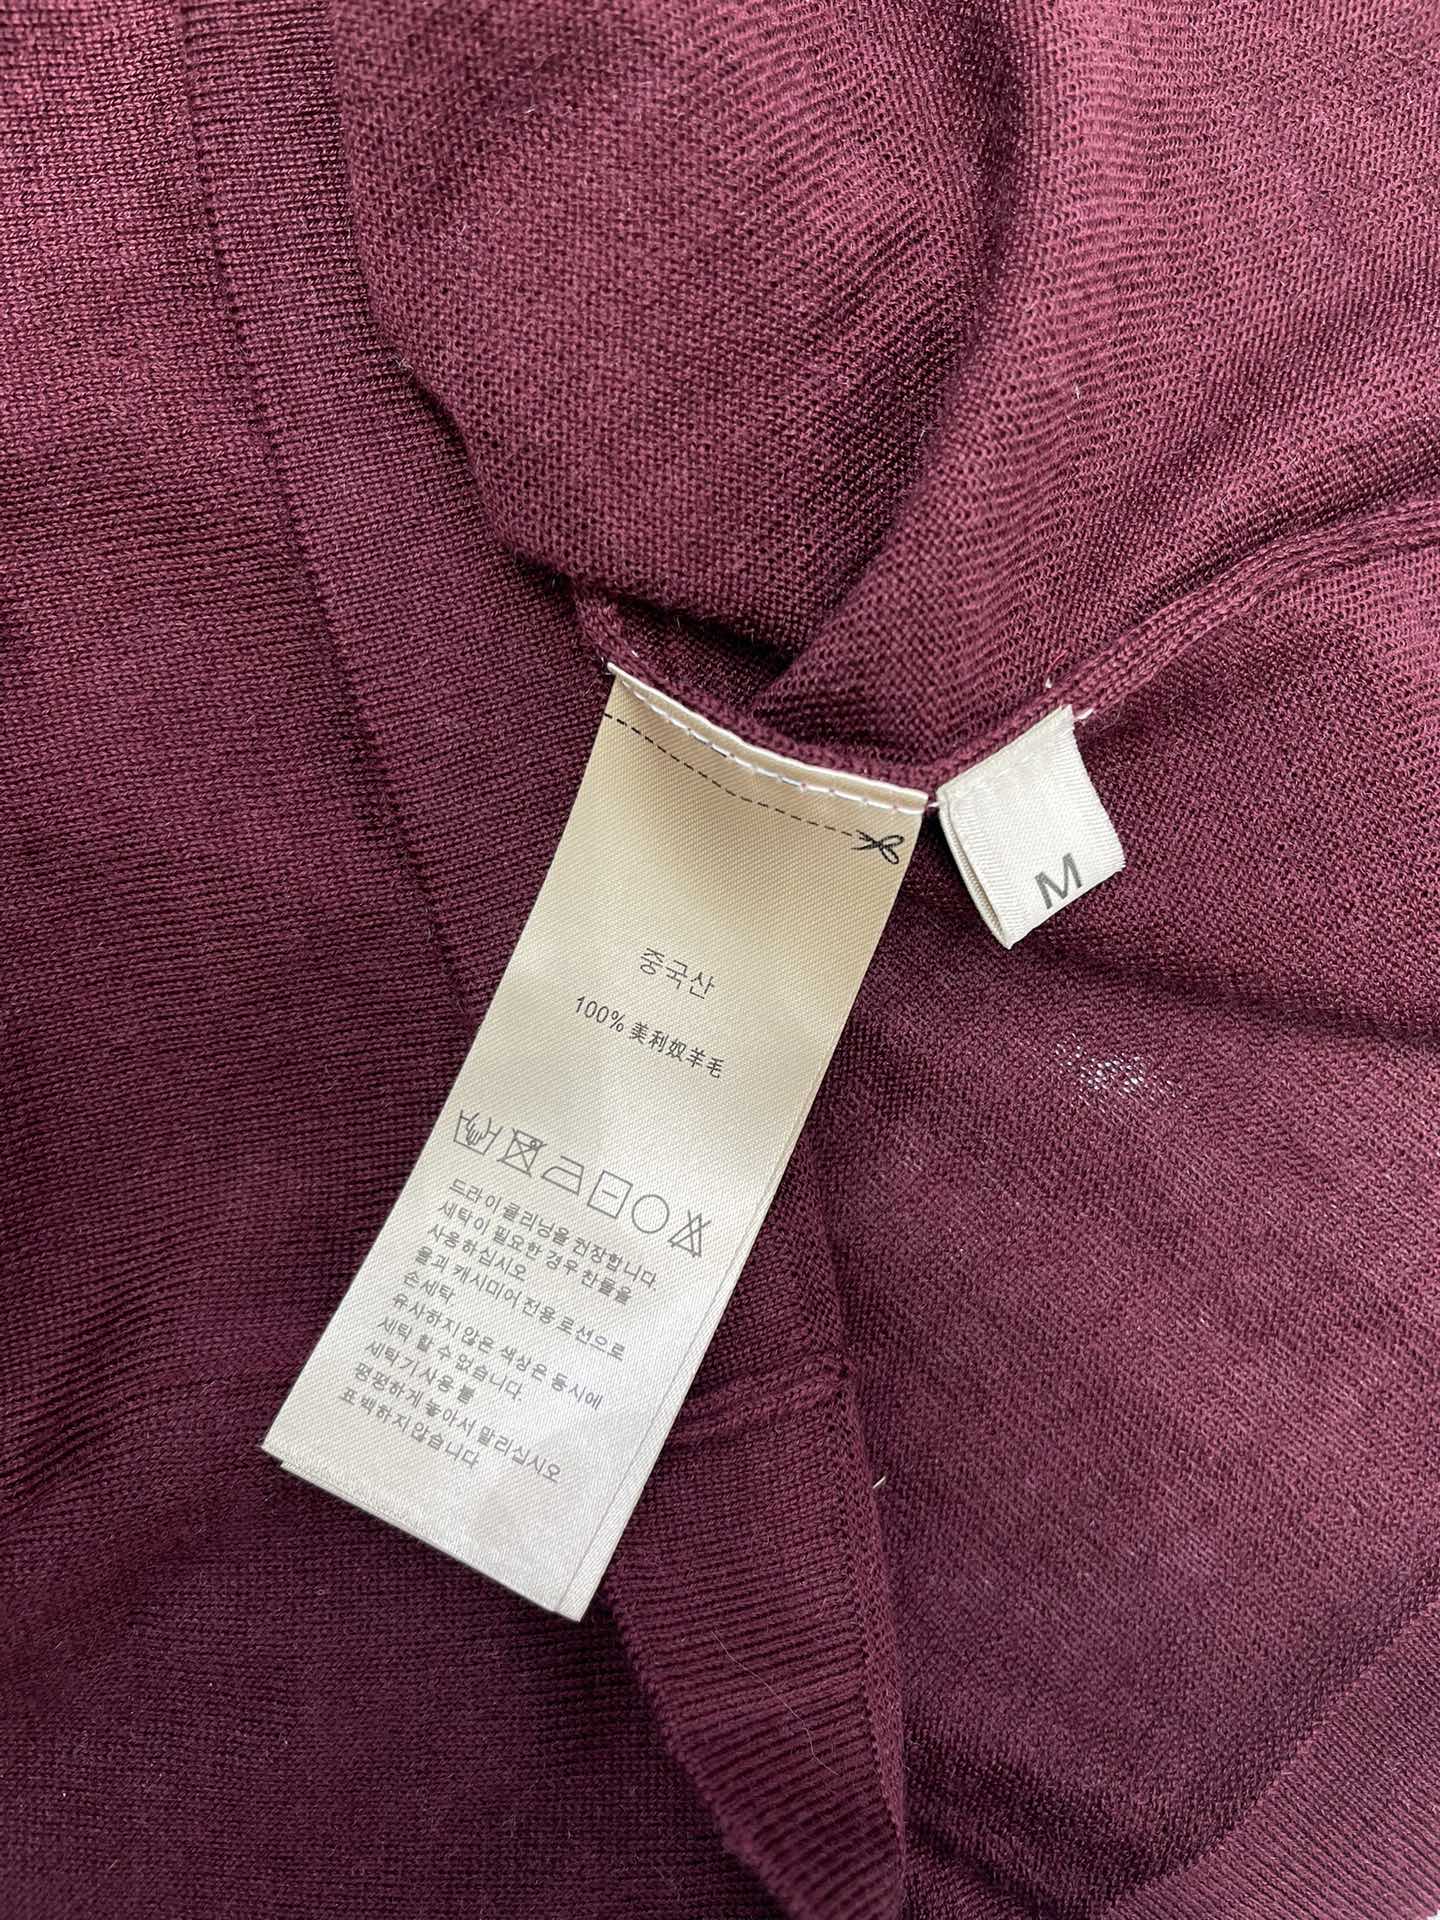 중국산
100% 美利奴羊毛
드라이클리닝을 권장합니다.
세탁이 필요한 경우 찬물을
사용하십시오
울과 캐시미어 전용 로션으로
손세탁.
유사하지 않은 색상은 동시에
세탁 할 수 없습니다.
세탁기 사용 불
평평하게 놓아서 말리십시오
표백하지 않습니다
M